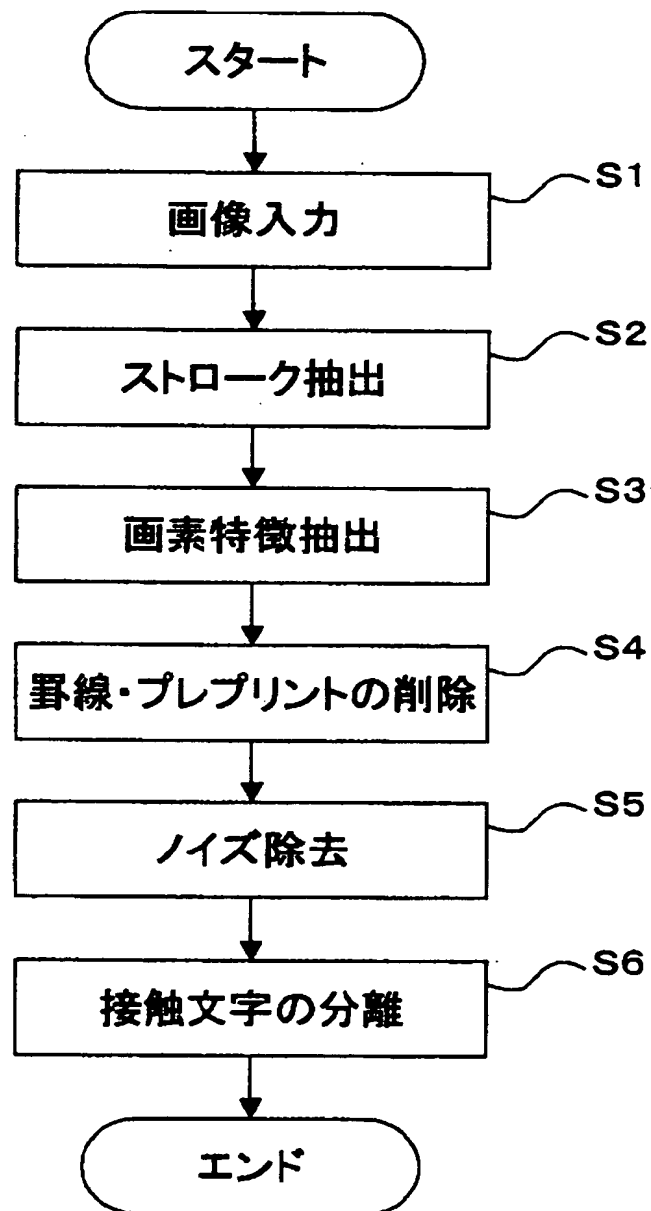 スタート
S1
画像入力
S2
ストローク抽出
S3
画素特徴抽出
S4
罫線・プレプリントの削除
S5
ノイズ除去
S6
接触文字の分離
エンド